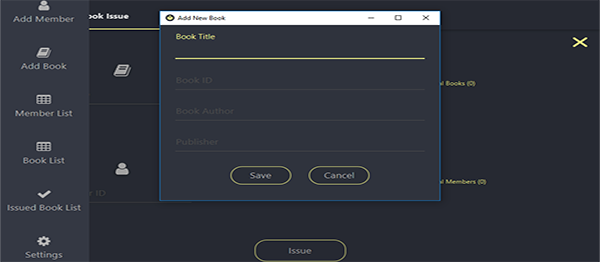 Add Member
Add Book
Member List
Book List
Issued Book List
Settings
ook Issue
Add New Book
Book Title
Book ID
Book Author
Publisher
Save
Cancel
al Books (0)
al Members (0)
ID
Issue